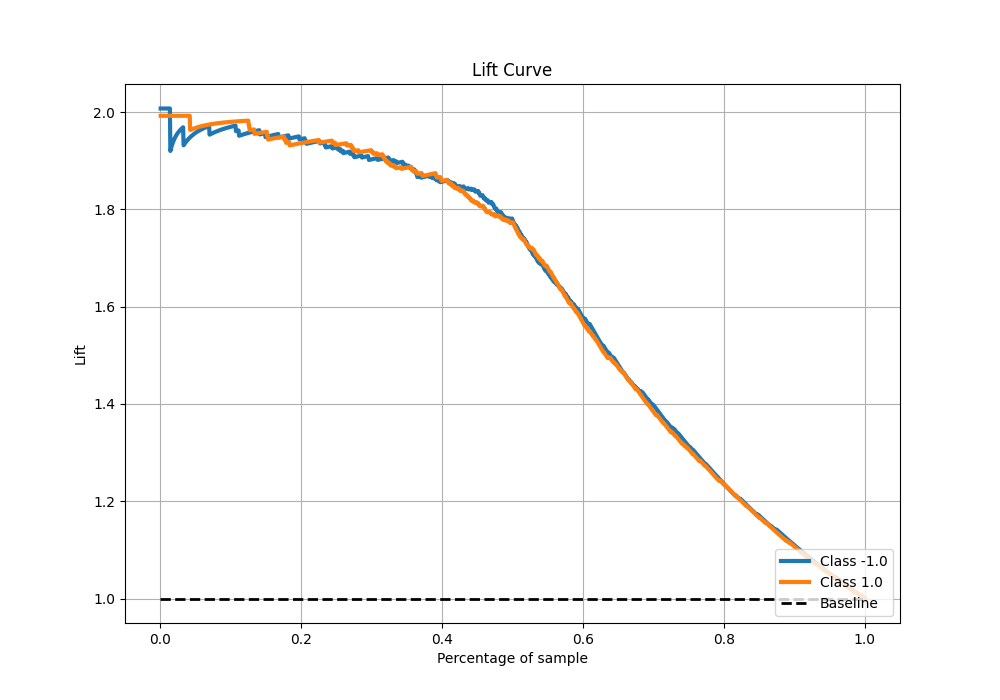 Lift Curve
2.0
1.8
1.6
1.4
1.2
1.0
Lift
0.0 0.2 0.4 0.6 0.8 1.0
Percentage of sample
Class -1.0
Class 1.0
Baseline